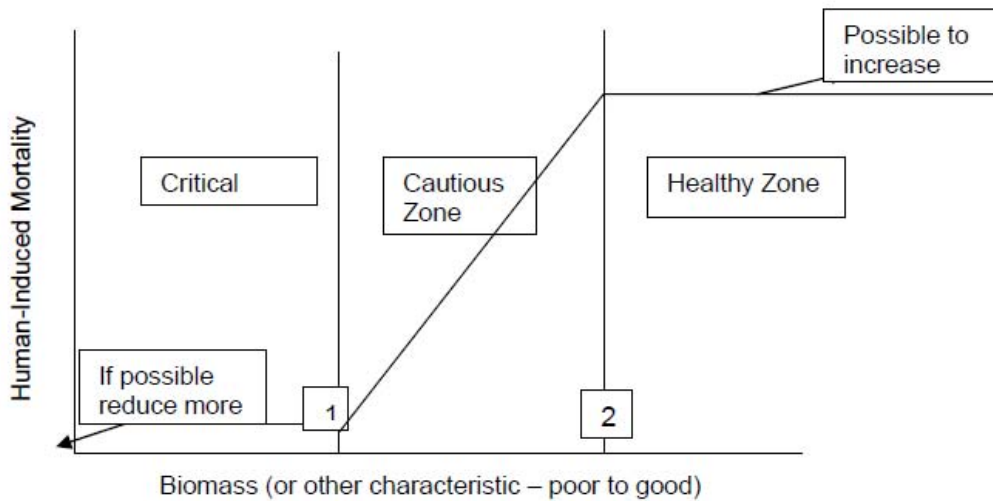 Possible to
increase
Critical
Cautious
Zone
Healthy Zone
Human-Induced Mortality
If possible
reduce more
1
2
Biomass (or other characteristic – poor to good)